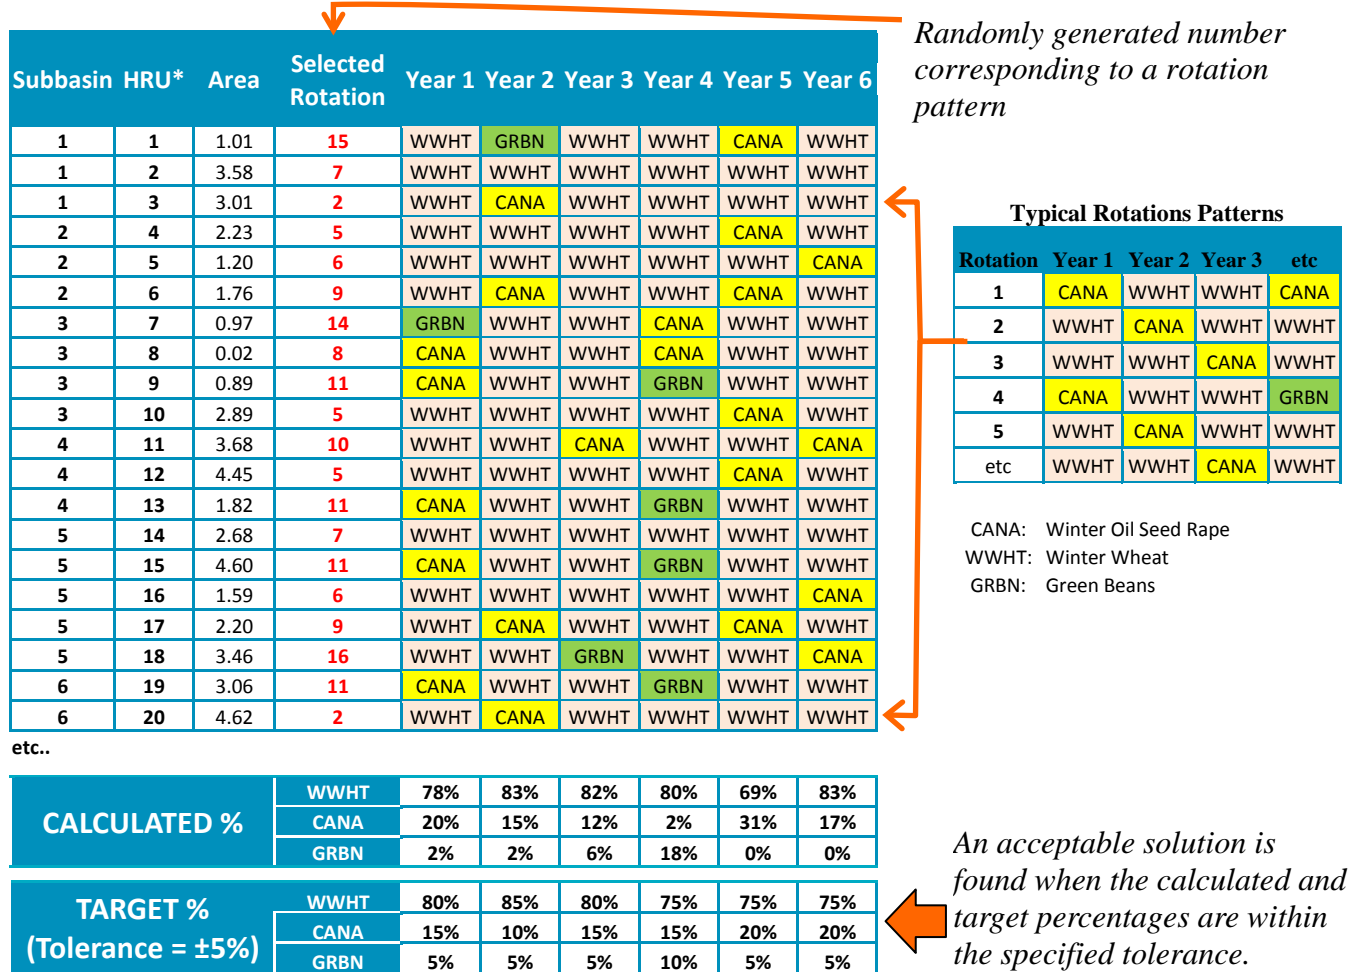 Randomly generated number
corresponding to a rotation
pattern
Subbasin HRU* Area Selected Rotation Year 1 Year 2 Year 3 Year 4 Year 5 Year 6
1 1 1.01 15 WWHT GRBN WWHT WWHT CANA WWHT
1 2 3.58 7 WWHT WWHT WWHT WWHT WWHT WWHT
1 3 3.01 2 WWHT CANA WWHT WWHT WWHT WWHT
2 4 2.23 5 WWHT WWHT WWHT WWHT CANA WWHT
2 5 1.20 6 WWHT WWHT WWHT WWHT WWHT CANA
2 6 1.76 9 WWHT CANA WWHT WWHT CANA WWHT
3 7 0.97 14 GRBN WWHT WWHT CANA WWHT WWHT
3 8 0.02 8 CANA WWHT WWHT CANA WWHT WWHT
3 9 0.89 11 CANA WWHT WWHT GRBN WWHT WWHT
3 10 2.89 5 WWHT WWHT WWHT WWHT CANA WWHT
4 11 3.68 10 WWHT WWHT CANA WWHT WWHT CANA
4 12 4.45 5 WWHT WWHT WWHT WWHT CANA WWHT
4 13 1.82 11 CANA WWHT WWHT GRBN WWHT WWHT
5 14 2.68 7 WWHT WWHT WWHT WWHT WWHT WWHT
5 15 4.60 11 CANA WWHT WWHT GRBN WWHT WWHT
5 16 1.59 6 WWHT WWHT WWHT WWHT WWHT CANA
5 17 2.20 9 WWHT CANA WWHT WWHT CANA WWHT
5 18 3.46 16 WWHT WWHT GRBN WWHT WWHT CANA
6 19 3.06 11 CANA WWHT WWHT GRBN WWHT WWHT
6 20 4.62 2 WWHT CANA WWHT WWHT WWHT WWHT
etc..
Typical Rotations Patterns
Rotation Year 1 Year 2 Year 3 etc
1 CANA WWHT WWHT CANA
2 WWHT CANA WWHT WWHT
3 WWHT WWHT CANA WWHT
4 CANA WWHT WWHT GRBN
5 WWHT CANA WWHT WWHT
etc WWHT WWHT CANA WWHT
CANA: Winter Oil Seed Rape
WWHT: Winter Wheat
GRBN: Green Beans
CALCULATED %
WWHT 78% 83% 82% 80% 69% 83%
CANA 20% 15% 12% 2% 31% 17%
GRBN 2% 2% 6% 18% 0% 0%
TARGET %
(Tolerance = ±5%)
WWHT 80% 85% 80% 75% 75% 75%
CANA 15% 10% 15% 15% 20% 20%
GRBN 5% 5% 5% 10% 5% 5%
An acceptable solution is
found when the calculated and
target percentages are within
the specified tolerance.